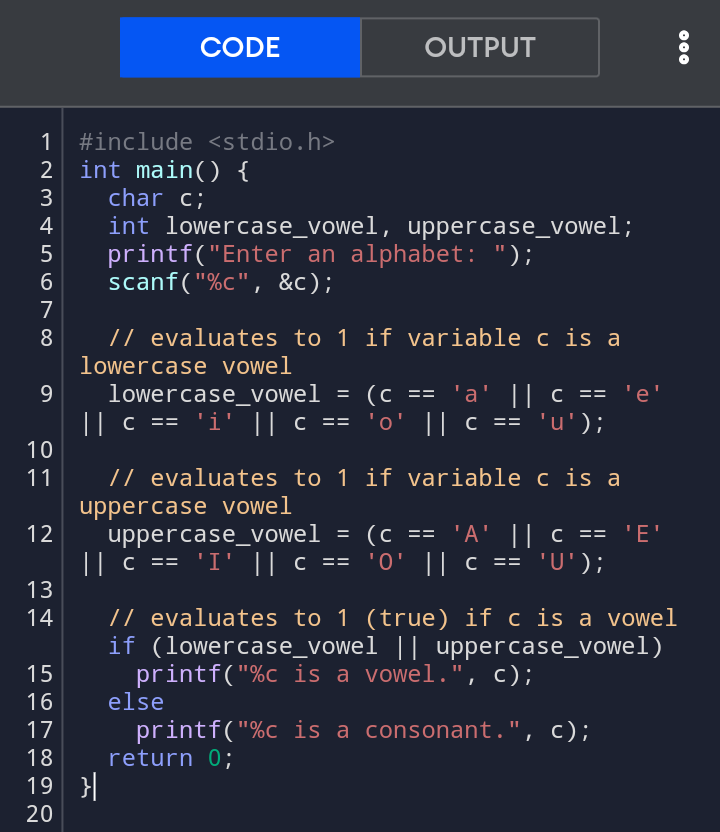 CODE OUTPUT
1 #include <stdio.h>
2 int main() {
3 char c;
4 int lowercase_vowel, uppercase_vowel;
5 printf("Enter an alphabet: ");
6 scanf("%c", &c);
7
8 // evaluates to 1 if variable c is a
lowercase vowel
9 lowercase_vowel = (c == 'a' || c == 'e'
|| c == 'i' || c == 'o' || c == 'u');
10
11 // evaluates to 1 if variable c is a
uppercase vowel
12 uppercase_vowel = (c == 'A' || c == 'E'
|| c == 'I' || c == 'O' || c == 'U');
13
14 // evaluates to 1 (true) if c is a vowel
if (lowercase_vowel || uppercase_vowel)
15 printf("%c is a vowel.", c);
16 else
17 printf("%c is a consonant.", c);
18 return 0;
19 }
20